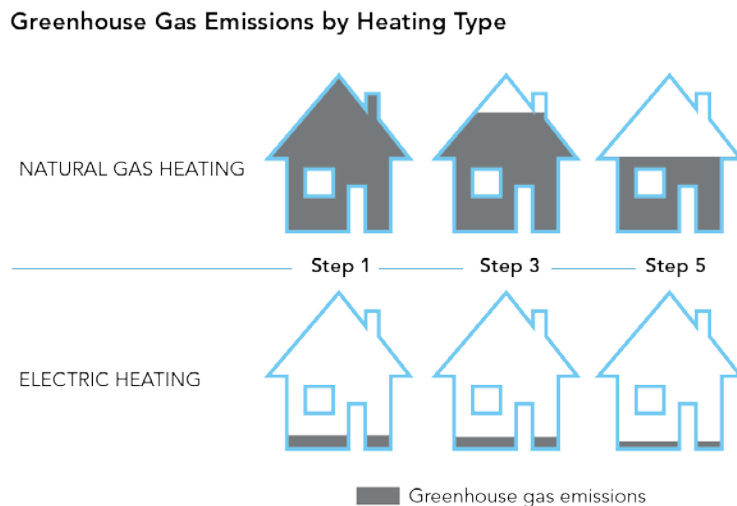 Greenhouse Gas Emissions by Heating Type
NATURAL GAS HEATING
Step 1 Step 3 Step 5
ELECTRIC HEATING
Greenhouse gas emissions